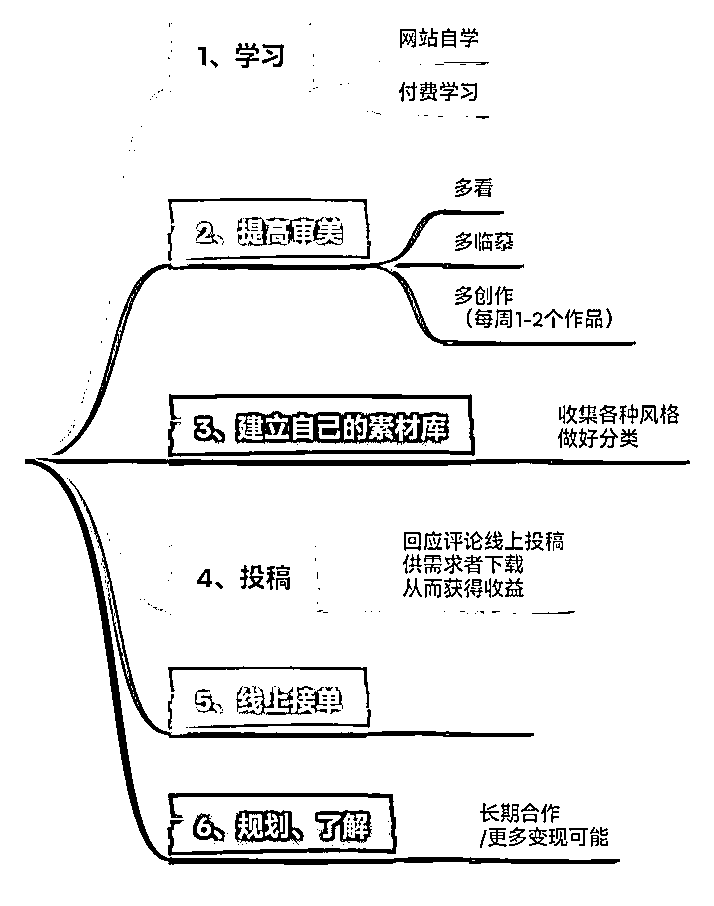 1、学习
网站自学
付费学习
2、提高审美
多看
多临摹
多创作
（每周1-2个作品）
3、建立自己的素材库
收集各种风格
做好分类
4、投稿
回应评论线上投稿
供需求者下载
从而获得收益
5、线上接单
6、规划、了解
长期合作
/更多变现可能